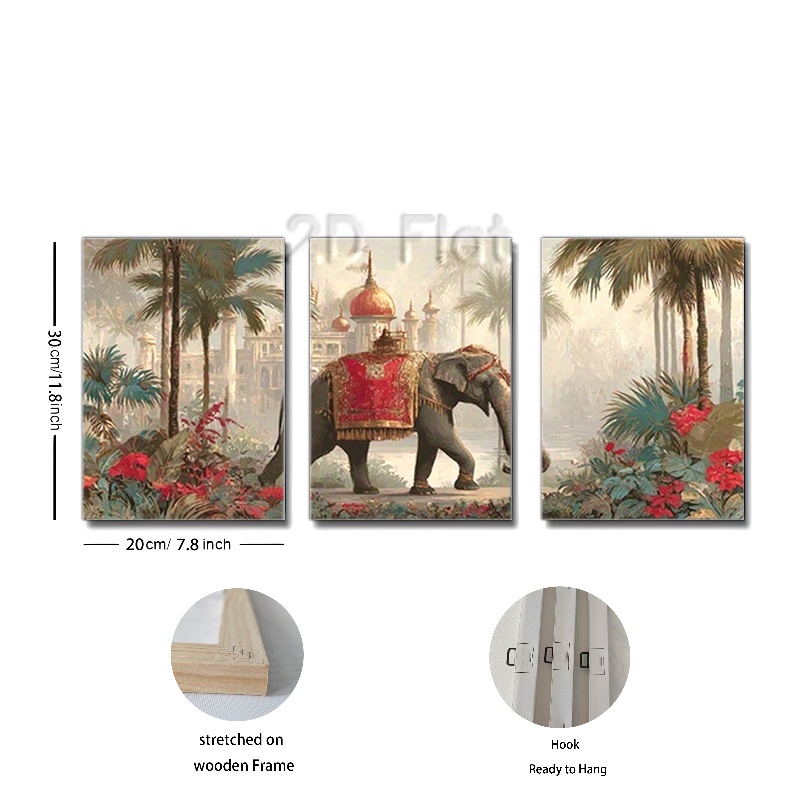 2D Flat
30cm/11.8inch
20cm/ 7.8 inch
stretched on
wooden Frame
Hook
Ready to Hang